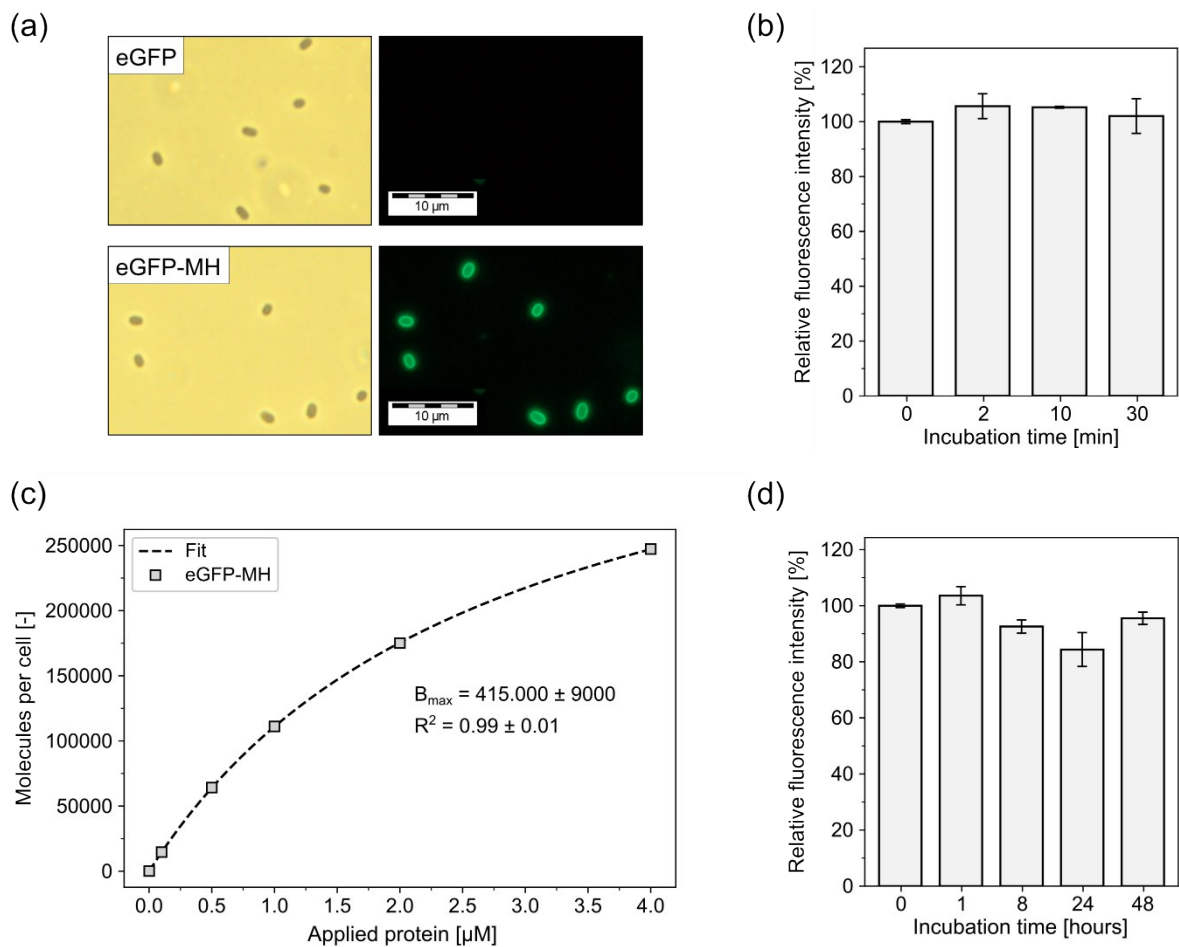 (a)
eGFP
10 µm
eGFP-MH
10 µm
(b)
Relative fluorescence intensity [%]
120
100
80
60
40
20
0
0 2 10 30
Incubation time [min]
(c)
Molecules per cell [-]
250000
200000
150000
100000
50000
0
Fit
eGFP-MH
Bmax = 415.000 ± 9000
R² = 0.99 ± 0.01
0.0 0.5 1.0 1.5 2.0 2.5 3.0 3.5 4.0
Applied protein [µM]
(d)
Relative fluorescence intensity [%]
120
100
80
60
40
20
0
0 1 8 24 48
Incubation time [hours]